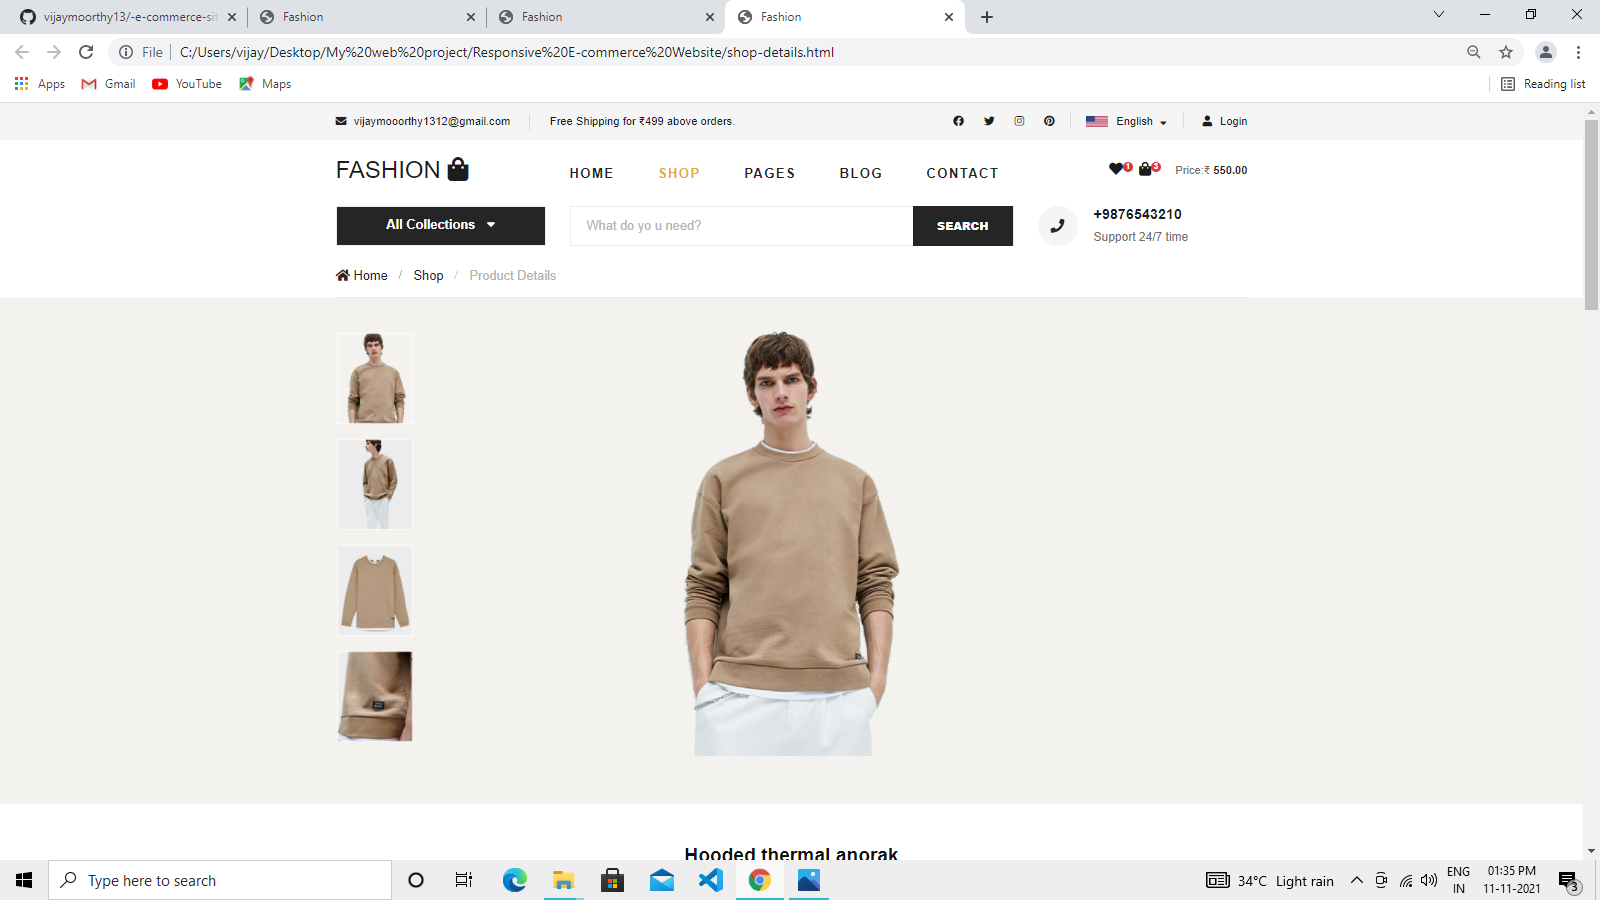 vijaymoorthy13/-e-commerce-sit
Fashion
Fashion
Fashion
File
C:/Users/vijay/Desktop/My%20web%20project/Responsive%20E-commerce%20Website/shop-details.html
Apps
Gmail
YouTube
Maps
Reading list
vijaymooorthy1312@gmail.com
Free Shipping for ₹499 above orders.
English
Login
FASHION
HOME
SHOP
PAGES
BLOG
CONTACT
1
3
Price:₹ 550.00
All Collections
What do yo u need?
SEARCH
+9876543210
Support 24/7 time
Home / Shop / Product Details
Hooded thermal anorak
Type here to search
34°C Light rain
ENG
IN
01:35 PM
11-11-2021
3